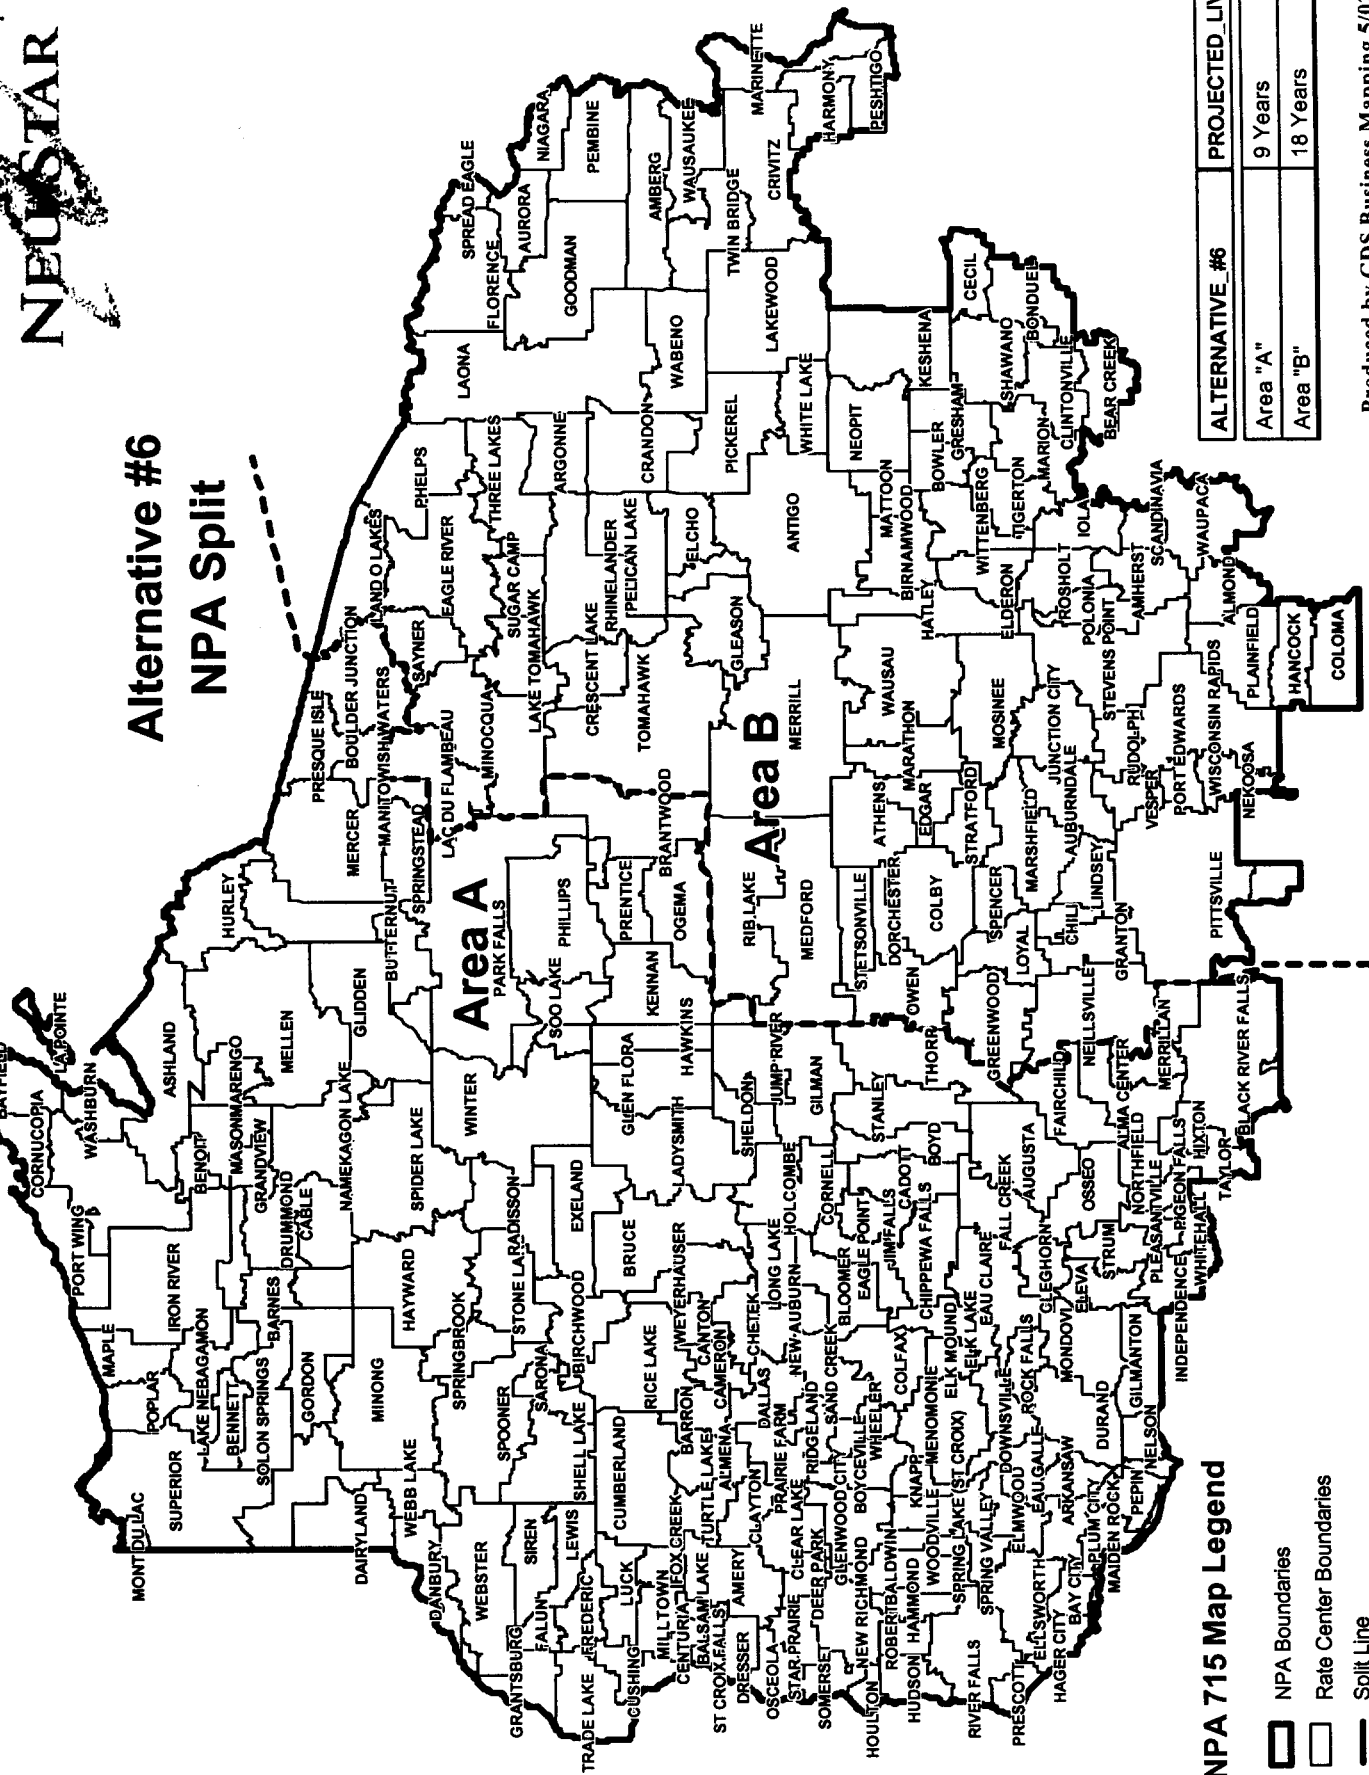 NEUSTAR
Alternative #6
NPA Split
BAYFIELD
CORNUCOPIA
LA POINTE
WASHBURN
PORT WING
ASHLAND
HURLEY
MAPLE
IRON RIVER
BENOIT
MASON
MARENGO
MELLEN
MERCER
PRESQUE ISLE
BOULDER JUNCTION
LAND O LAKES
MANITOWISH WATERS
POPLAR
LAKE NEBAGAMON
BENNETT
BARNES
GRANDVIEW
DRUMMOND
CABLE
NAMEKAGON LAKE
GLIDDEN
BUTTERNUT
SPRINGSTEAD
SAYNER
PHELPS
EAGLE RIVER
LAC DU FLAMBEAU
MONT DU LAC
SUPERIOR
SOLON SPRINGS
GORDON
SPIDER LAKE
WINTER
Area A
PARK FALLS
MINOCQUA
SUGAR CAMP
THREE LAKES
LAONA
FLORENCE
SPREAD EAGLE
AURORA
NIAGARA
DAIRYLAND
MINONG
HAYWARD
WEBB LAKE
DANBURY
SPRINGBROOK
STONE LAKE
RADISSON
SOO LAKE
PHILLIPS
LAKE TOMAHAWK
ARGONNE
GOODMAN
PEMBINE
WEBSTER
SPOONER
SARONA
EXELAND
BIRCHWOOD
GRANTSBURG
SIREN
FALUN
LEWIS
SHELL LAKE
GLEN FLORA
KENNAN
PRENTICE
OGEMA
BRANTWOOD
CRESCENT LAKE
RHINELANDER
PELICAN LAKE
TOMAHAWK
CRANDON
WABENO
AMBERG
WAUSAUKEE
TRADE LAKE
FREDERIC
CUSHING
LUCK
CUMBERLAND
RICE LAKE
BRUCE
LADYSMITH
HAWKINS
WEYERHAUSER
CANTON
CAMERON
BARRON
ALMENA
TURTLE LAKE
FOX CREEK
MILLTOWN
CENTURIA
BALSAM LAKE
ST CROIX FALLS
DRESSER
AMERY
CLAYTON
DALLAS
CHETEK
LONG LAKE
SHELDON
JUMP RIVER
RIB LAKE
Area B
GLEASON
ELCHO
PICKEREL
TWIN BRIDGE
MARINETTE
CRIVITZ
LAKEWOOD
OSCEOLA
STAR PRAIRIE
CLEAR LAKE
PRAIRIE FARM
NEW AUBURN
HOLCOMBE
GILMAN
MEDFORD
MERRILL
ANTIGO
WHITE LAKE
HARMONY
PESHTIGO
SOMERSET
DEER PARK
RIDGELAND
SAND CREEK
BLOOMER
CORNELL
GLENWOOD CITY
BOYCEVILLE
WHEELER
NEW RICHMOND
HOULTON
EAGLE POINT
JIM FALLS
STANLEY
CADOTT
BOYD
CHIPPEWA FALLS
COLFAX
STETSONVILLE
DORCHESTER
ATHENS
WAUSAU
MARATHON
EDGAR
MATTOON
BIRNAMWOOD
NEOPIT
KESHENA
ROBERTS
BALDWIN
HUDSON
HAMMOND
WOODVILLE
KNAPP
MENOMONIE
ELK MOUND
ELK LAKE
EAU CLAIRE
FALL CREEK
AUGUSTA
THORP
OWEN
COLBY
STRATFORD
MOSINEE
HATLEY
BOWLER
GRESHAM
WITTENBERG
SHAWANO
CECIL
BONDUEL
SPRING LAKE (ST CROIX)
SPRING VALLEY
DOWNSVILLE
ROCK FALLS
CLEGHORN
GREENWOOD
LOYAL
SPENCER
MARSHFIELD
AUBURNDALE
JUNCTION CITY
ELDERON
TIGERTON
MARION
CLINTONVILLE
BEAR CREEK
RIVER FALLS
PRESCOTT
ELLSWORTH
ELMWOOD
EAU GALLE
ARKANSAW
MONDOVI
ELEVA
STRUM
OSSEO
FAIRCHILD
NEILLSVILLE
CHILI
LINDSEY
GRANTON
HAGER CITY
BAY CITY
PLUM CITY
MAIDEN ROCK
DURAND
PEPIN
NELSON
GILMANTON
PLEASANTVILLE
NORTHFIELD
ALMA CENTER
MERRILLAN
PIGEON FALLS
HIXTON
INDEPENDENCE
WHITEHALL
TAYLOR
BLACK RIVER FALLS
PITTSVILLE
VESPER
RUDOLPH
STEVENS POINT
POLONIA
ROSHOLT
IOLA
AMHERST
SCANDINAVIA
WAUPACA
PORT EDWARDS
WISCONSIN RAPIDS
NEKOOSA
ALMOND
PLAINFIELD
HANCOCK
COLOMA
ALTERNATIVE_#6 PROJECTED_LIV
Area "A" 9 Years
Area "B" 18 Years
Produced by CDS Business Mapping 5/0
NPA 715 Map Legend
NPA Boundaries
Rate Center Boundaries
Split Line